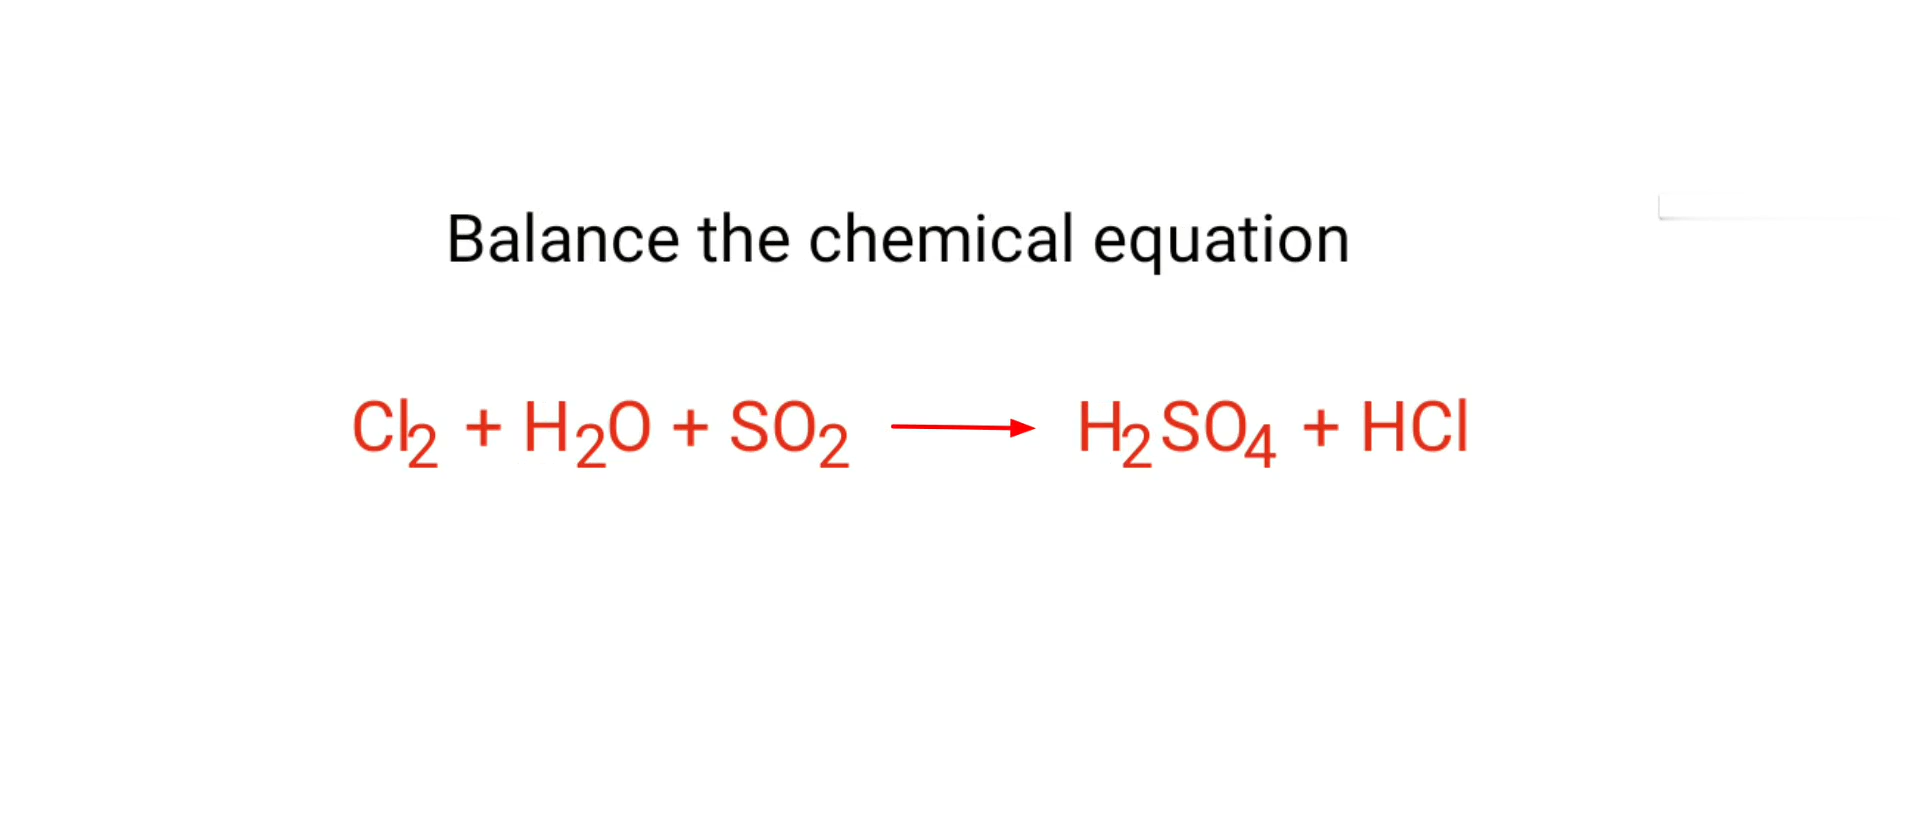 Balance the chemical equation
Cl₂ + H₂O + SO₂ ⟶ H₂SO₄ + HCl